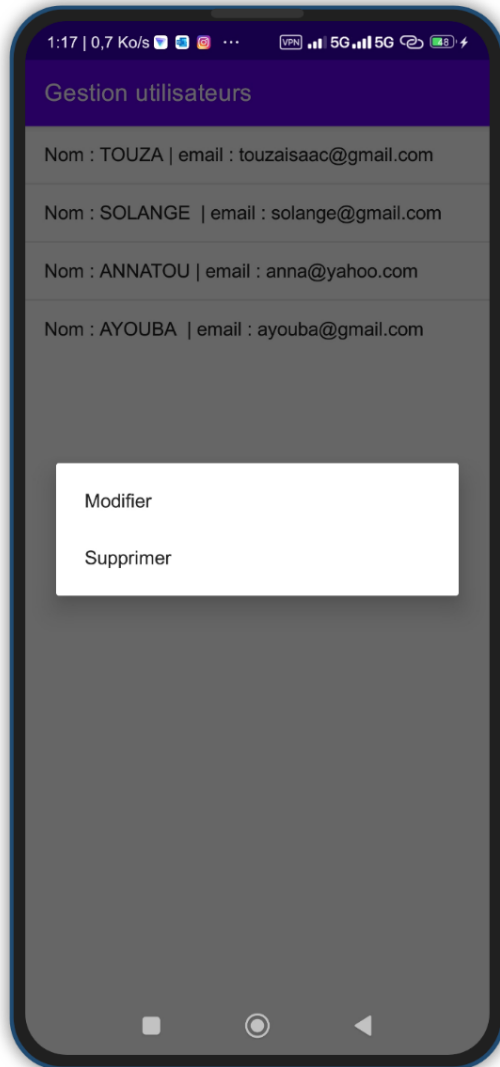 1:17 | 0,7 Ko/s ... VPN 5G 5G 48
Gestion utilisateurs
Nom : TOUZA | email : touzaisaac@gmail.com
Nom : SOLANGE  | email : solange@gmail.com
Nom : ANNATOU | email : anna@yahoo.com
Nom : AYOUBA  | email : ayouba@gmail.com
Modifier
Supprimer